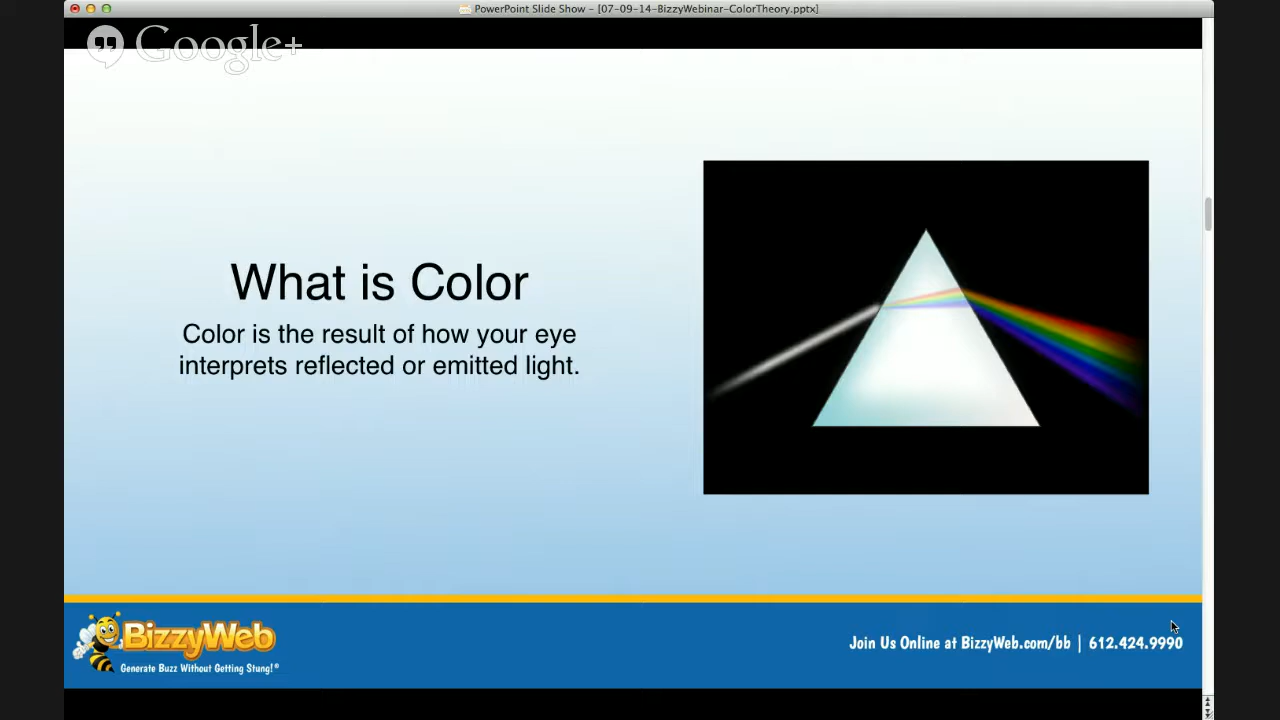 PowerPoint Slide Show - [07-09-14-BizzyWebinar-ColorTheory.pptx]
Google+
What is Color
Color is the result of how your eye
interprets reflected or emitted light.
BizzyWeb
Generate Buzz Without Getting Stung!®
Join Us Online at BizzyWeb.com/bb | 612.424.9990